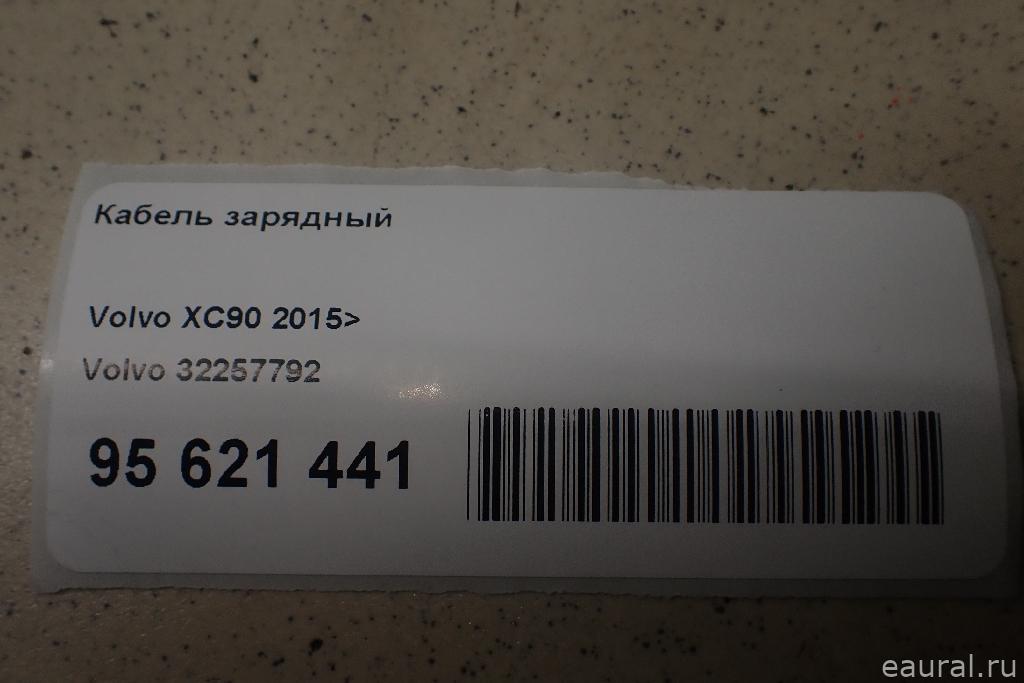 Кабель зарядный
Volvo XC90 2015>
Volvo 32257792
95 621 441
eaural.ru